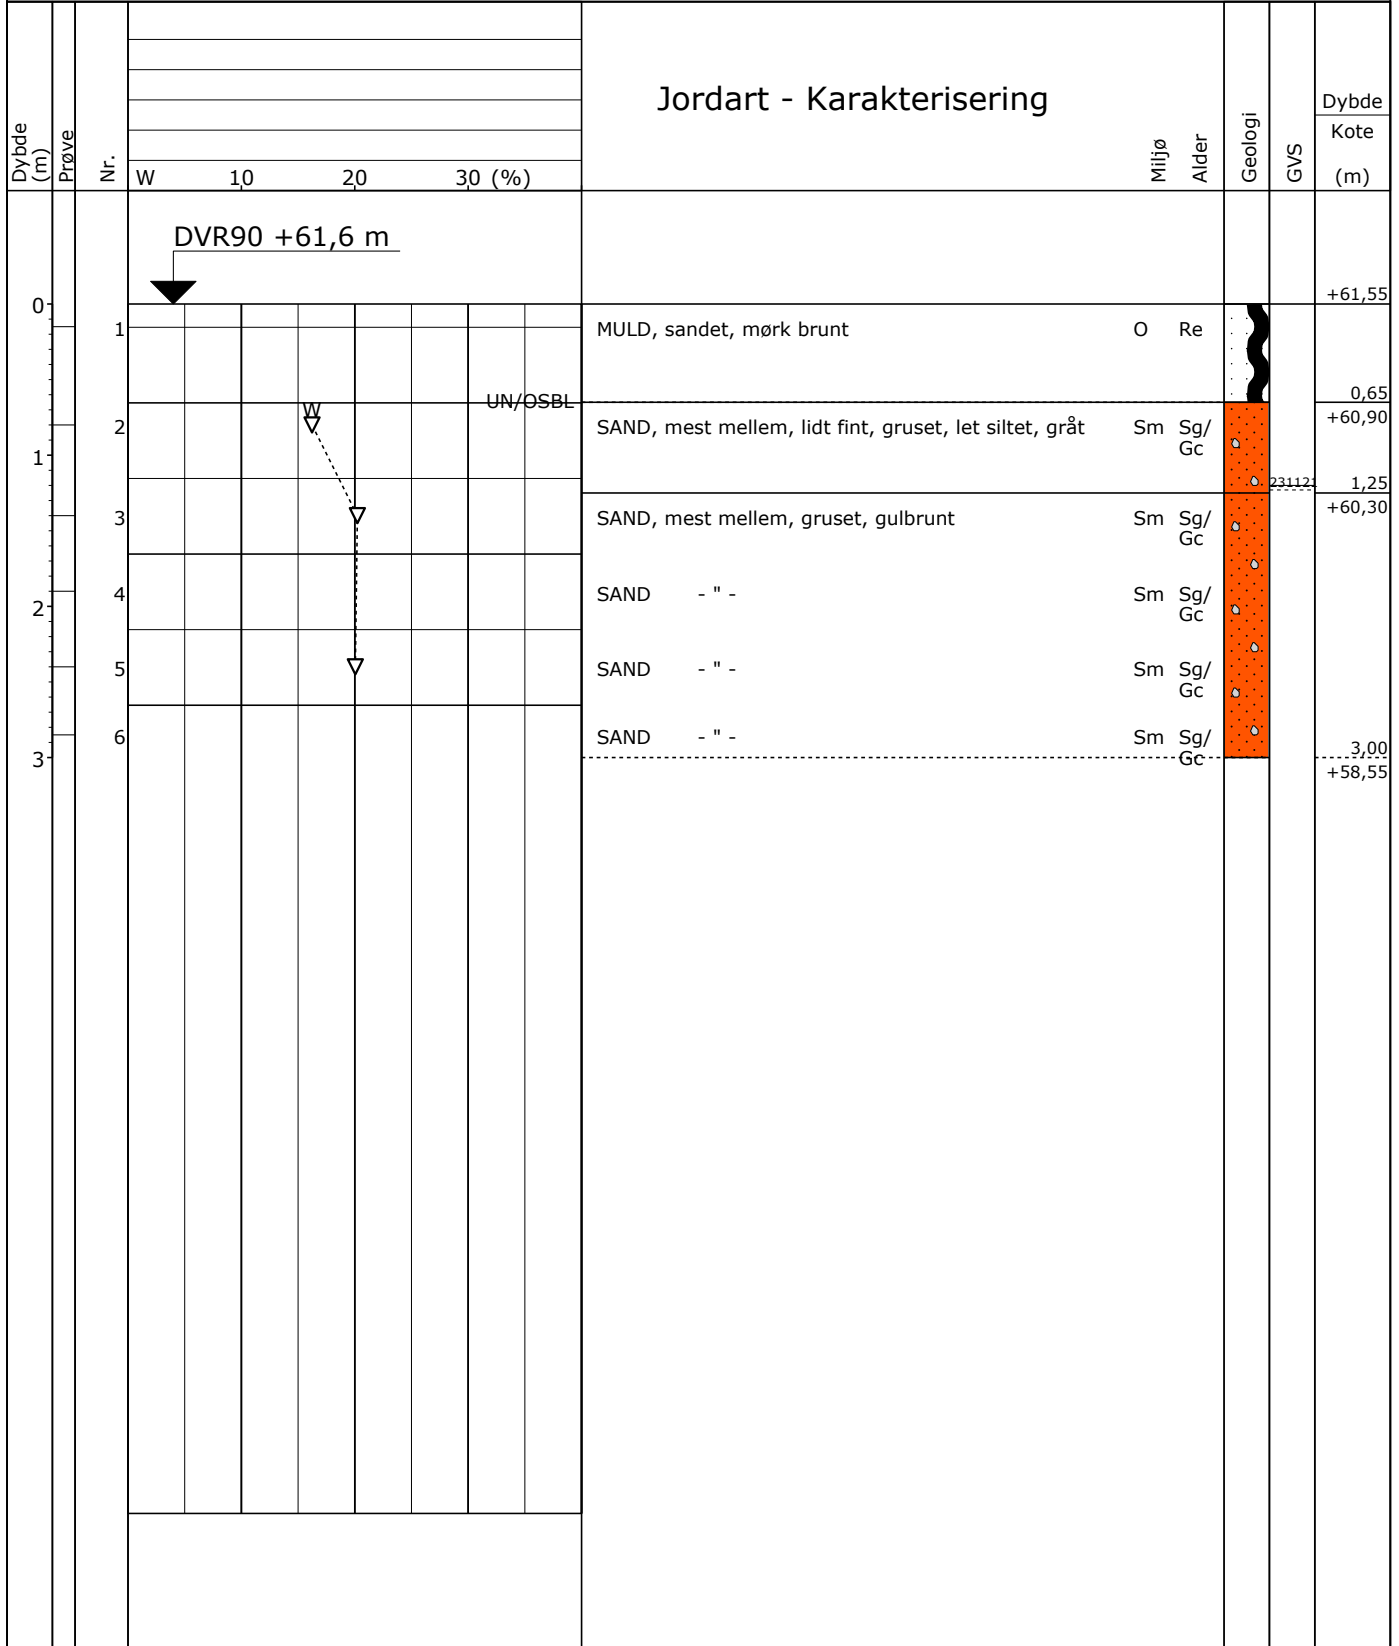 Jordart - Karakterisering
Dybde (m)
Prøve
Nr.
W 10 20 30 (%)
Miljø
Alder
Geologi
GVS
Dybde
Kote
(m)
DVR90 +61,6 m
0
+61,55
1 MULD, sandet, mørk brunt O Re
0,65
UN/OSBL
W
+60,90
2 SAND, mest mellem, lidt fint, gruset, let siltet, gråt Sm Sg/
Gc
1
231121 1,25
+60,30
3 SAND, mest mellem, gruset, gulbrunt Sm Sg/
Gc
4 SAND - " - Sm Sg/
Gc
2
5 SAND - " - Sm Sg/
Gc
6 SAND - " - Sm Sg/
Gc
3,00
3
+58,55